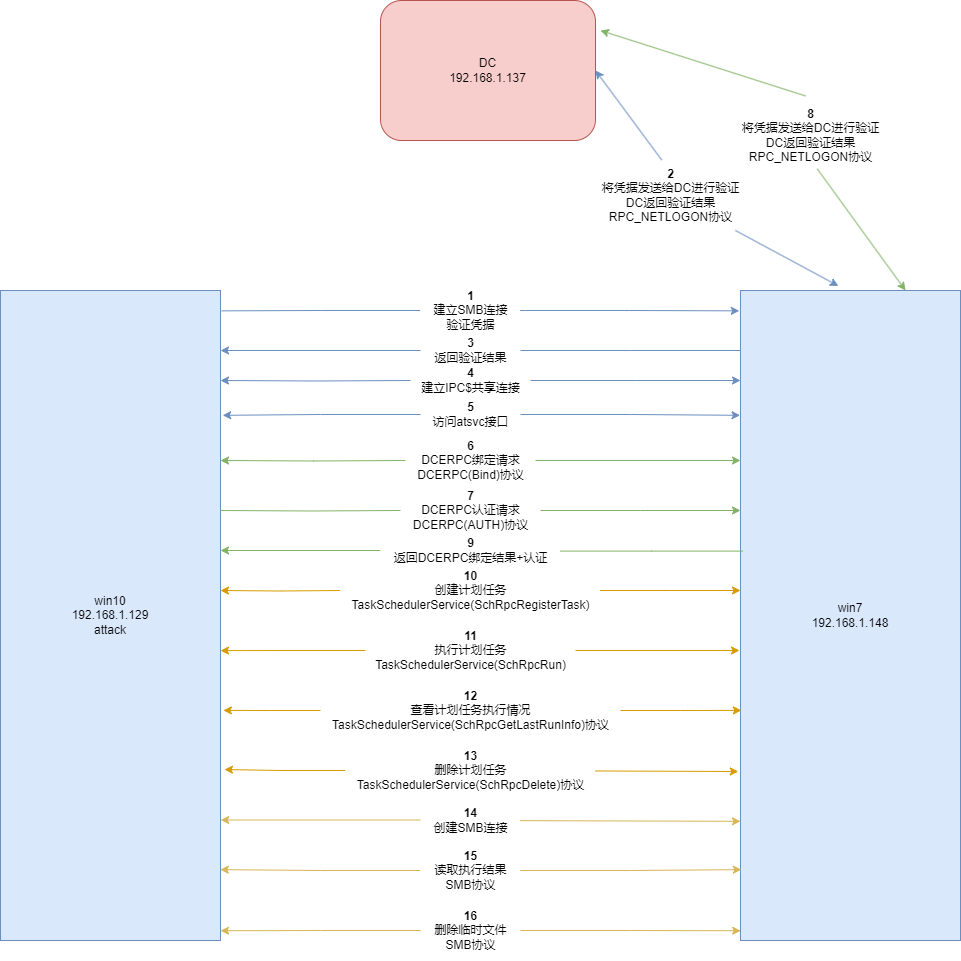 DC
192.168.1.137
8
将凭据发送给DC进行验证
DC返回验证结果
RPC_NETLOGON协议
2
将凭据发送给DC进行验证
DC返回验证结果
RPC_NETLOGON协议
1
建立SMB连接
验证凭据
3
返回验证结果
4
建立IPC$共享连接
5
访问atsvc接口
6
DCERPC绑定请求
DCERPC(Bind)协议
7
DCERPC认证请求
DCERPC(AUTH)协议
9
返回DCERPC绑定结果+认证
10
创建计划任务
TaskSchedulerService(SchRpcRegisterTask)
win10
192.168.1.129
attack
win7
192.168.1.148
11
执行计划任务
TaskSchedulerService(SchRpcRun)
12
查看计划任务执行情况
TaskSchedulerService(SchRpcGetLastRunInfo)协议
13
删除计划任务
TaskSchedulerService(SchRpcDelete)协议
14
创建SMB连接
15
读取执行结果
SMB协议
16
删除临时文件
SMB协议